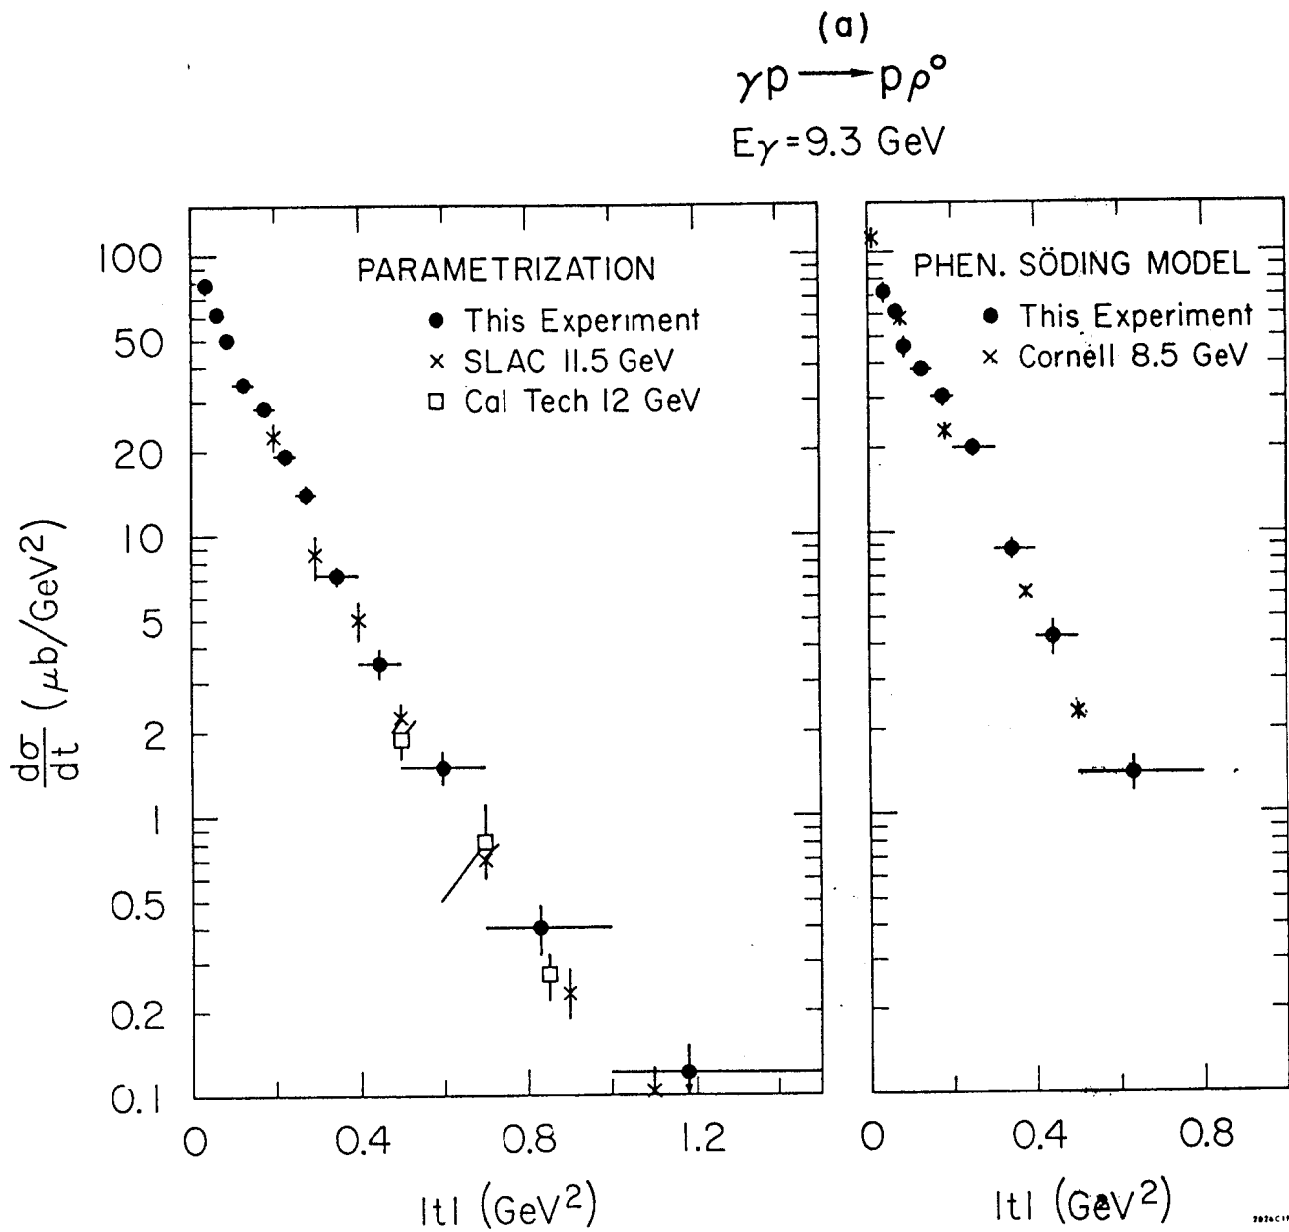 (a)
γp → pρ⁰
Eγ = 9.3 GeV
PARAMETRIZATION
● This Experiment
× SLAC 11.5 GeV
□ Cal Tech 12 GeV
PHEN. SÖDING MODEL
● This Experiment
× Cornell 8.5 GeV
dσ/dt (μb/GeV²)
100
50
20
10
5
2
1
0.5
0.2
0.1
0 0.4 0.8 1.2
0 0.4 0.8
|t| (GeV²)
|t| (GeV²)